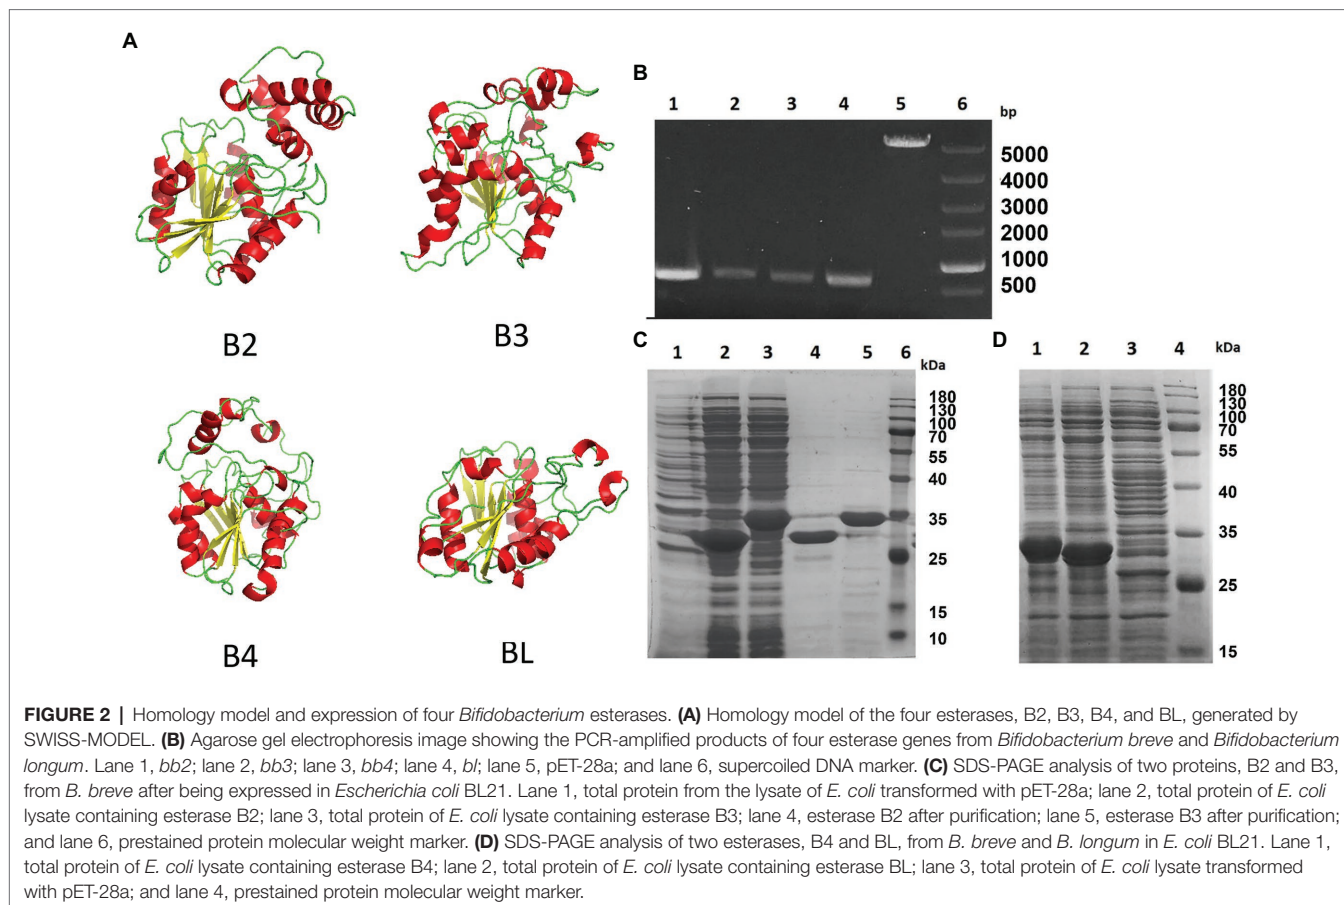 A
B2
B3
B4
BL
B
1 2 3 4 5 6 bp
5000
4000
3000
2000
1000
500
C
1 2 3 4 5 6
kDa
180
130
100
70
55
40
35
25
15
10
D
1 2 3 4 kDa
180
130
100
70
55
40
35
25
15
FIGURE 2 | Homology model and expression of four Bifidobacterium esterases. (A) Homology model of the four esterases, B2, B3, B4, and BL, generated by
SWISS-MODEL. (B) Agarose gel electrophoresis image showing the PCR-amplified products of four esterase genes from Bifidobacterium breve and Bifidobacterium
longum. Lane 1, bb2; lane 2, bb3; lane 3, bb4; lane 4, bl; lane 5, pET-28a; and lane 6, supercoiled DNA marker. (C) SDS-PAGE analysis of two proteins, B2 and B3,
from B. breve after being expressed in Escherichia coli BL21. Lane 1, total protein from the lysate of E. coli transformed with pET-28a; lane 2, total protein of E. coli
lysate containing esterase B2; lane 3, total protein of E. coli lysate containing esterase B3; lane 4, esterase B2 after purification; lane 5, esterase B3 after purification;
and lane 6, prestained protein molecular weight marker. (D) SDS-PAGE analysis of two esterases, B4 and BL, from B. breve and B. longum in E. coli BL21. Lane 1,
total protein of E. coli lysate containing esterase B4; lane 2, total protein of E. coli lysate containing esterase BL; lane 3, total protein of E. coli lysate transformed
with pET-28a; and lane 4, prestained protein molecular weight marker.